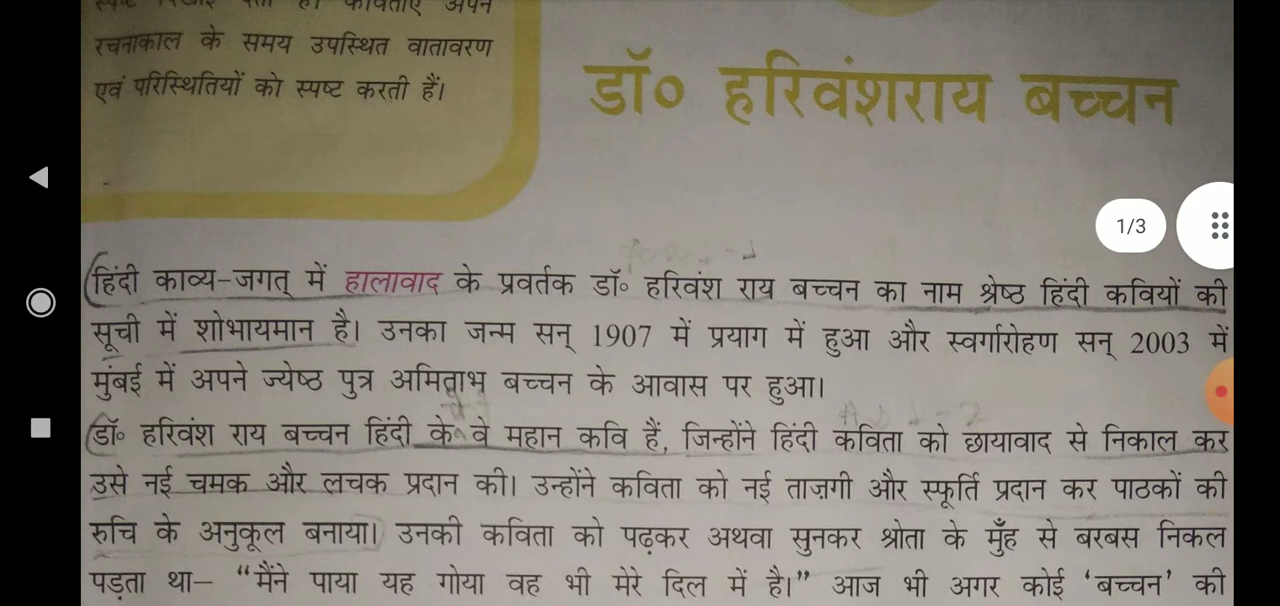 कविताएँ अपने
रचनाकाल के समय उपस्थित वातावरण
एवं परिस्थितियों को स्पष्ट करती हैं।
डॉ० हरिवंशराय बच्चन
1/3
हिंदी काव्य-जगत् में हालावाद के प्रवर्तक डॉ० हरिवंश राय बच्चन का नाम श्रेष्ठ हिंदी कवियों की
सूची में शोभायमान है। उनका जन्म सन् 1907 में प्रयाग में हुआ और स्वर्गारोहण सन् 2003 में
मुंबई में अपने ज्येष्ठ पुत्र अमिताभ बच्चन के आवास पर हुआ।
डॉ० हरिवंश राय बच्चन हिंदी के वे महान कवि हैं, जिन्होंने हिंदी कविता को छायावाद से निकाल कर
उसे नई चमक और लचक प्रदान की। उन्होंने कविता को नई ताज़गी और स्फूर्ति प्रदान कर पाठकों की
रुचि के अनुकूल बनाया। उनकी कविता को पढ़कर अथवा सुनकर श्रोता के मुँह से बरबस निकल
पड़ता था– “मैंने पाया यह गोया वह भी मेरे दिल में है।” आज भी अगर कोई ‘बच्चन’ की